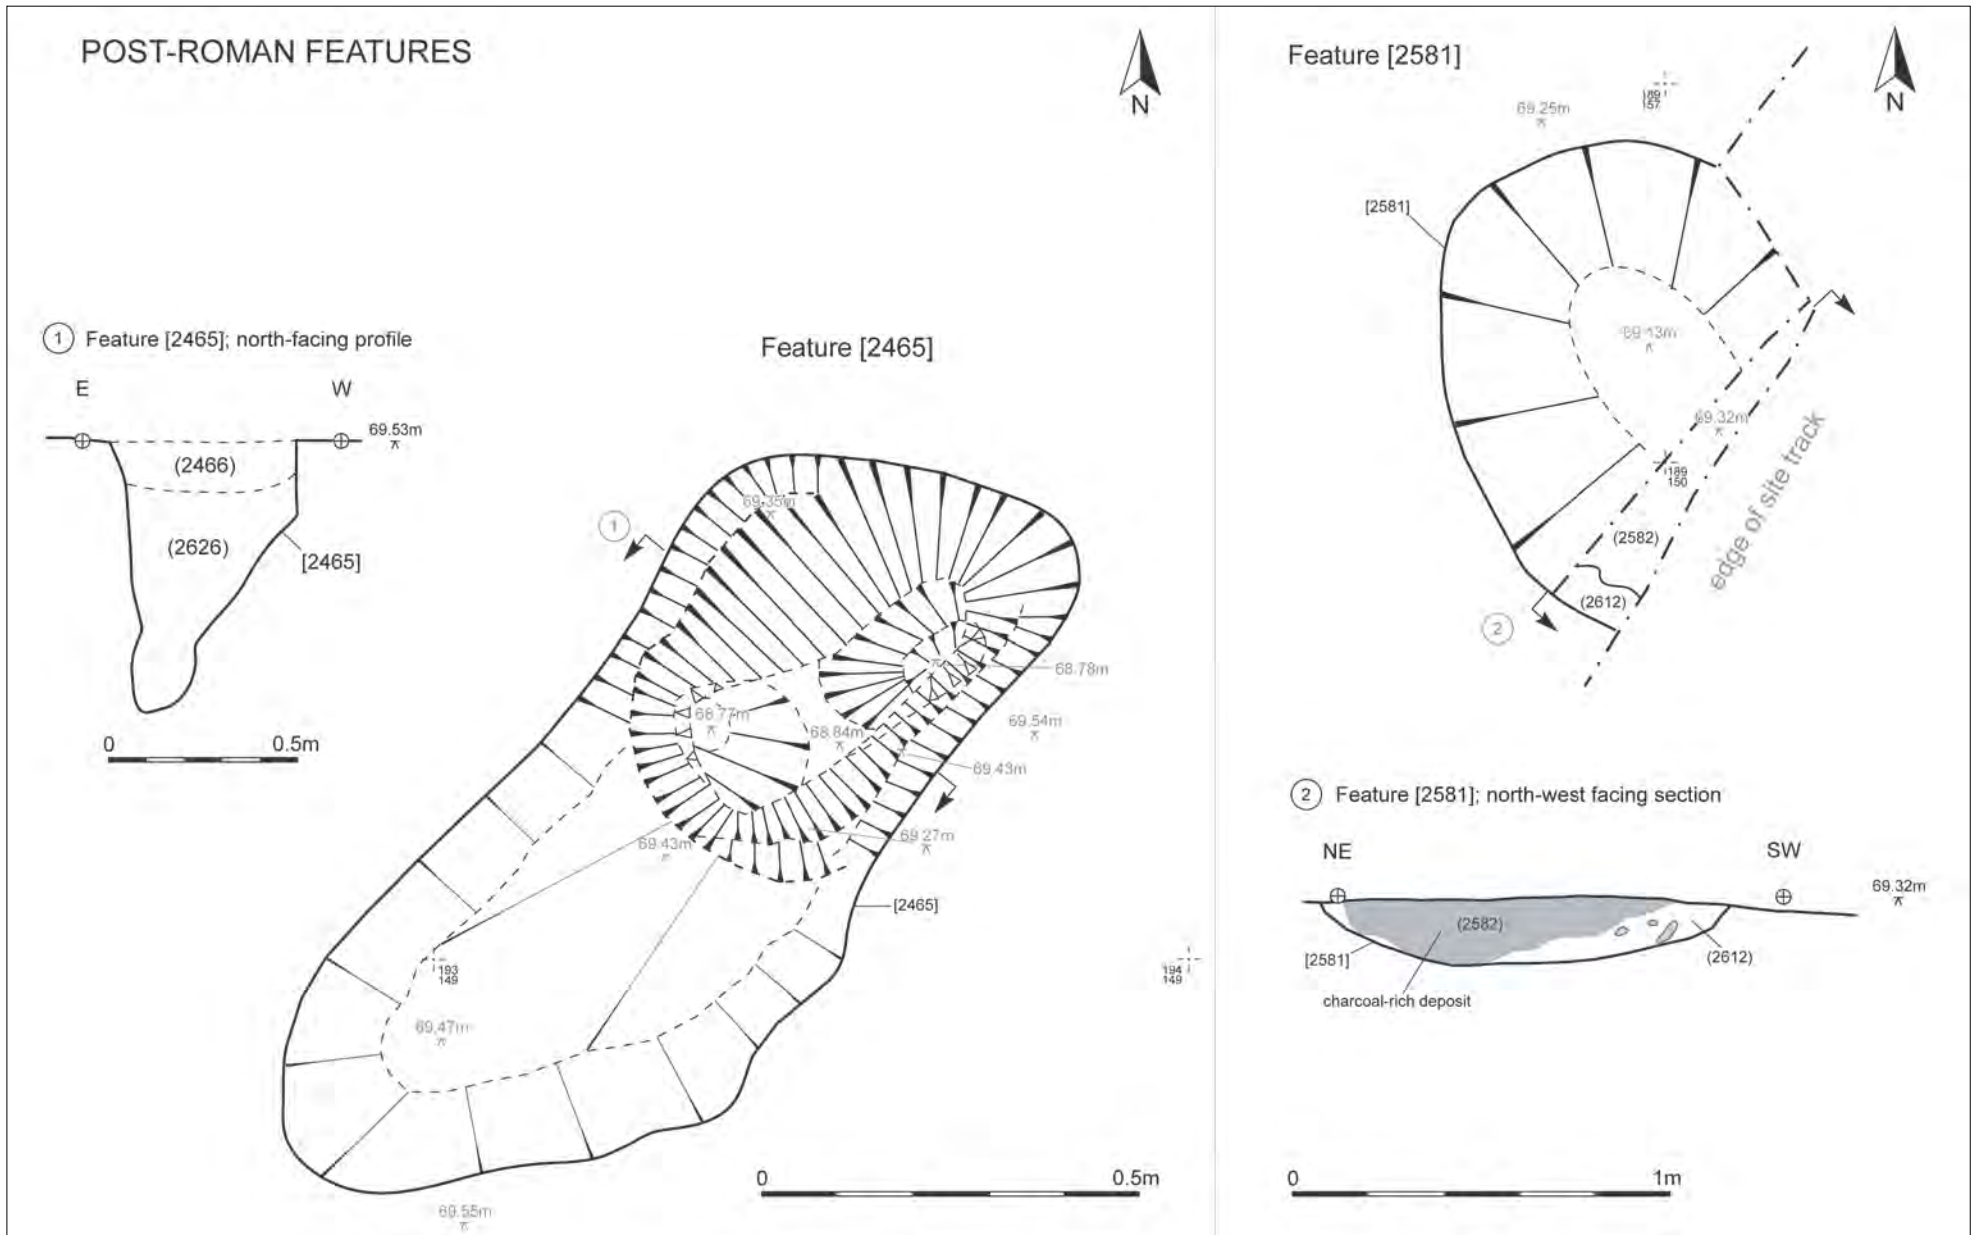 POST-ROMAN FEATURES
N
1 Feature [2465]; north-facing profile
E
W
69.53m
(2466)
(2626)
[2465]
0
0.5m
Feature [2465]
1
69.35m
68.77m
68.84m
68.78m
69.54m
69.43m
69.27m
69.43m
[2465]
193
149
194
149
69.47m
69.55m
0
0.5m
Feature [2581]
N
69.25m
189
157
[2581]
69.13m
69.32m
189
150
edge of site track
(2582)
(2612)
2
2 Feature [2581]; north-west facing section
NE
SW
69.32m
(2582)
[2581]
(2612)
charcoal-rich deposit
0
1m